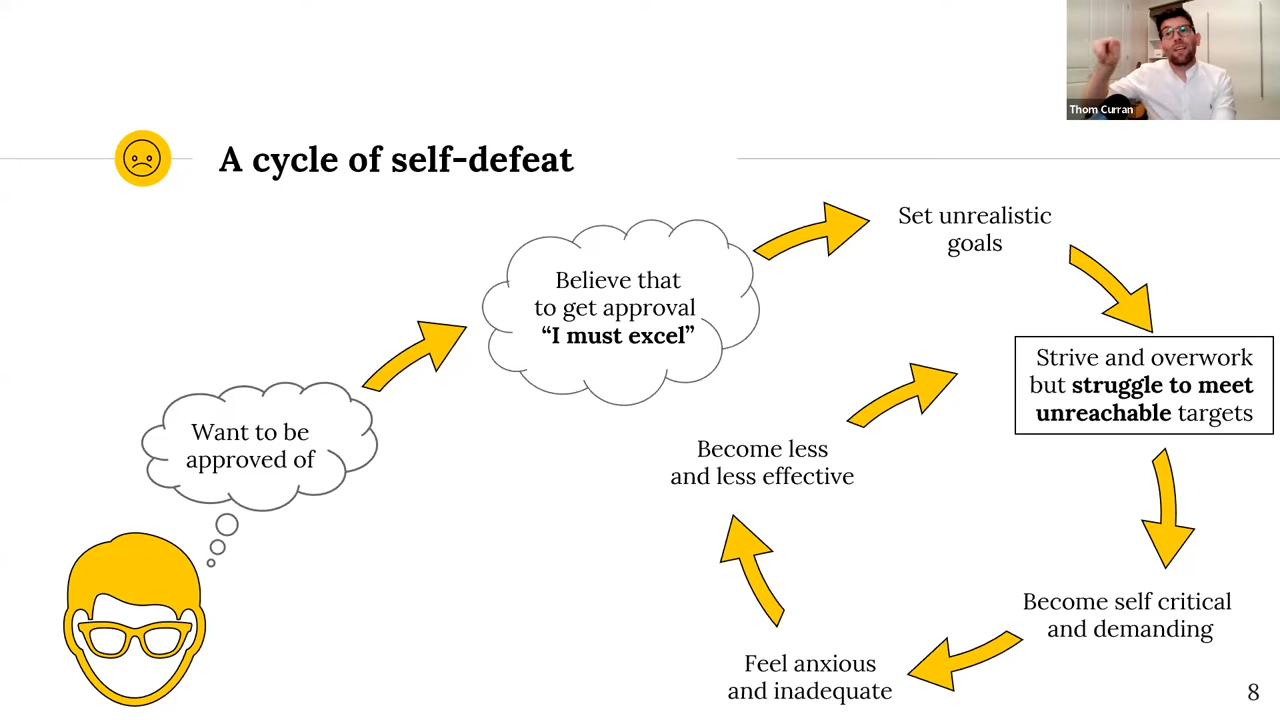 Thom Curran
A cycle of self-defeat
Want to be
approved of
Believe that
to get approval
“I must excel”
Set unrealistic
goals
Strive and overwork
but struggle to meet
unreachable targets
Become self critical
and demanding
Feel anxious
and inadequate
Become less
and less effective
8